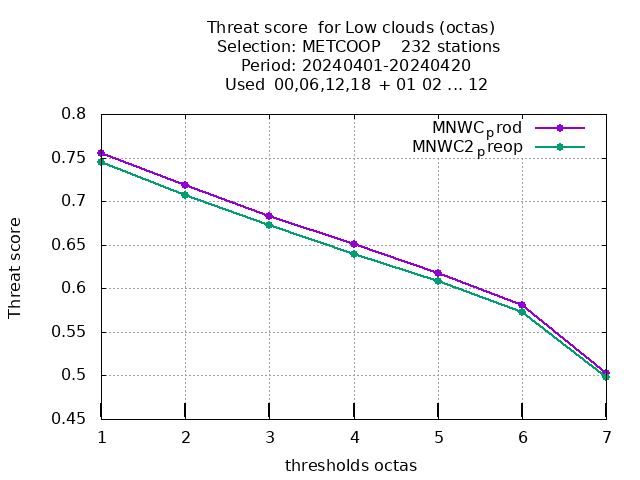 Threat score  for Low clouds (octas)
Selection: METCOOP    232 stations
Period: 20240401-20240420
Used  00,06,12,18 + 01 02 ... 12
0.8
0.75
0.7
0.65
0.6
0.55
0.5
0.45
Threat score
MNWC_prod
MNWC2_preop
1 2 3 4 5 6 7
thresholds octas